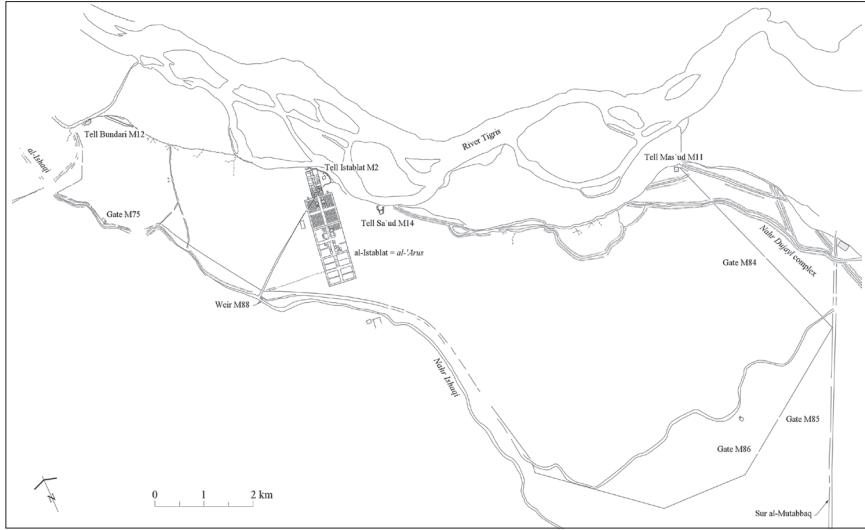 River Tigris
Tell Bundari M12
al-Ishaqi
Tell Istablat M2
Tell Mas'ud M11
Gate M75
Tell Sa'ud M14
al-Istablat = al-'Arus
Nahr Dujayl complex
Gate M84
Weir M88
Nahr Ishaqi
Gate M85
Gate M86
N
0 1 2 km
Sur al-Mutabbaq